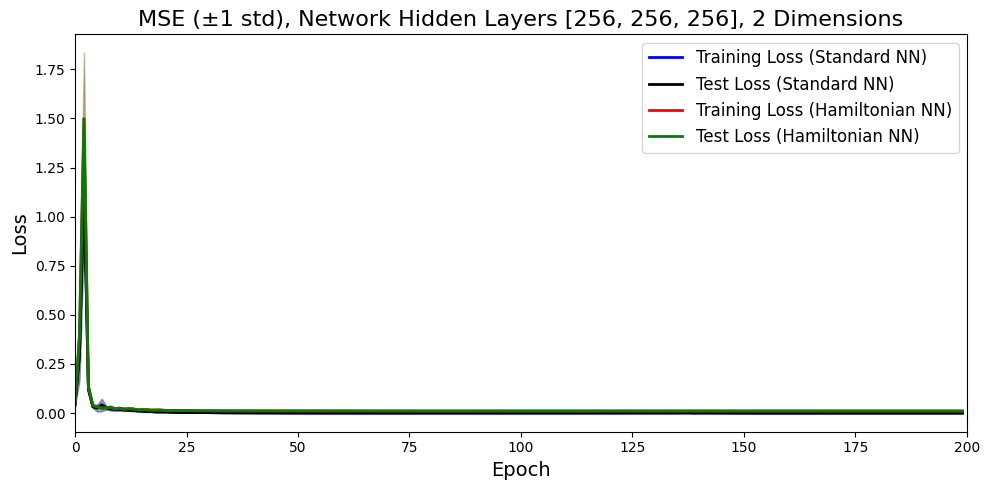 MSE (±1 std), Network Hidden Layers [256, 256, 256], 2 Dimensions
Training Loss (Standard NN)
Test Loss (Standard NN)
Training Loss (Hamiltonian NN)
Test Loss (Hamiltonian NN)
Loss
1.75
1.50
1.25
1.00
0.75
0.50
0.25
0.00
0 25 50 75 100 125 150 175 200
Epoch